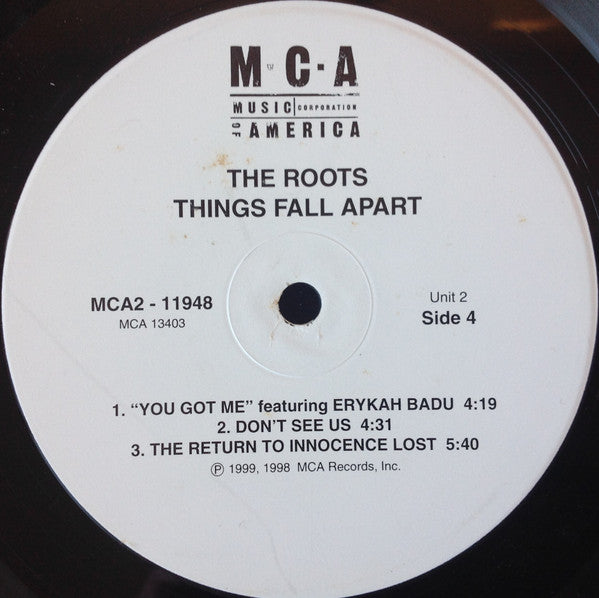 M·C·A
MUSIC CORPORATION
OF AMERICA
THE ROOTS
THINGS FALL APART
MCA2 - 11948
MCA 13403
Unit 2
Side 4
1. “YOU GOT ME” featuring ERYKAH BADU 4:19
2. DON'T SEE US 4:31
3. THE RETURN TO INNOCENCE LOST 5:40
℗ 1999, 1998 MCA Records, Inc.